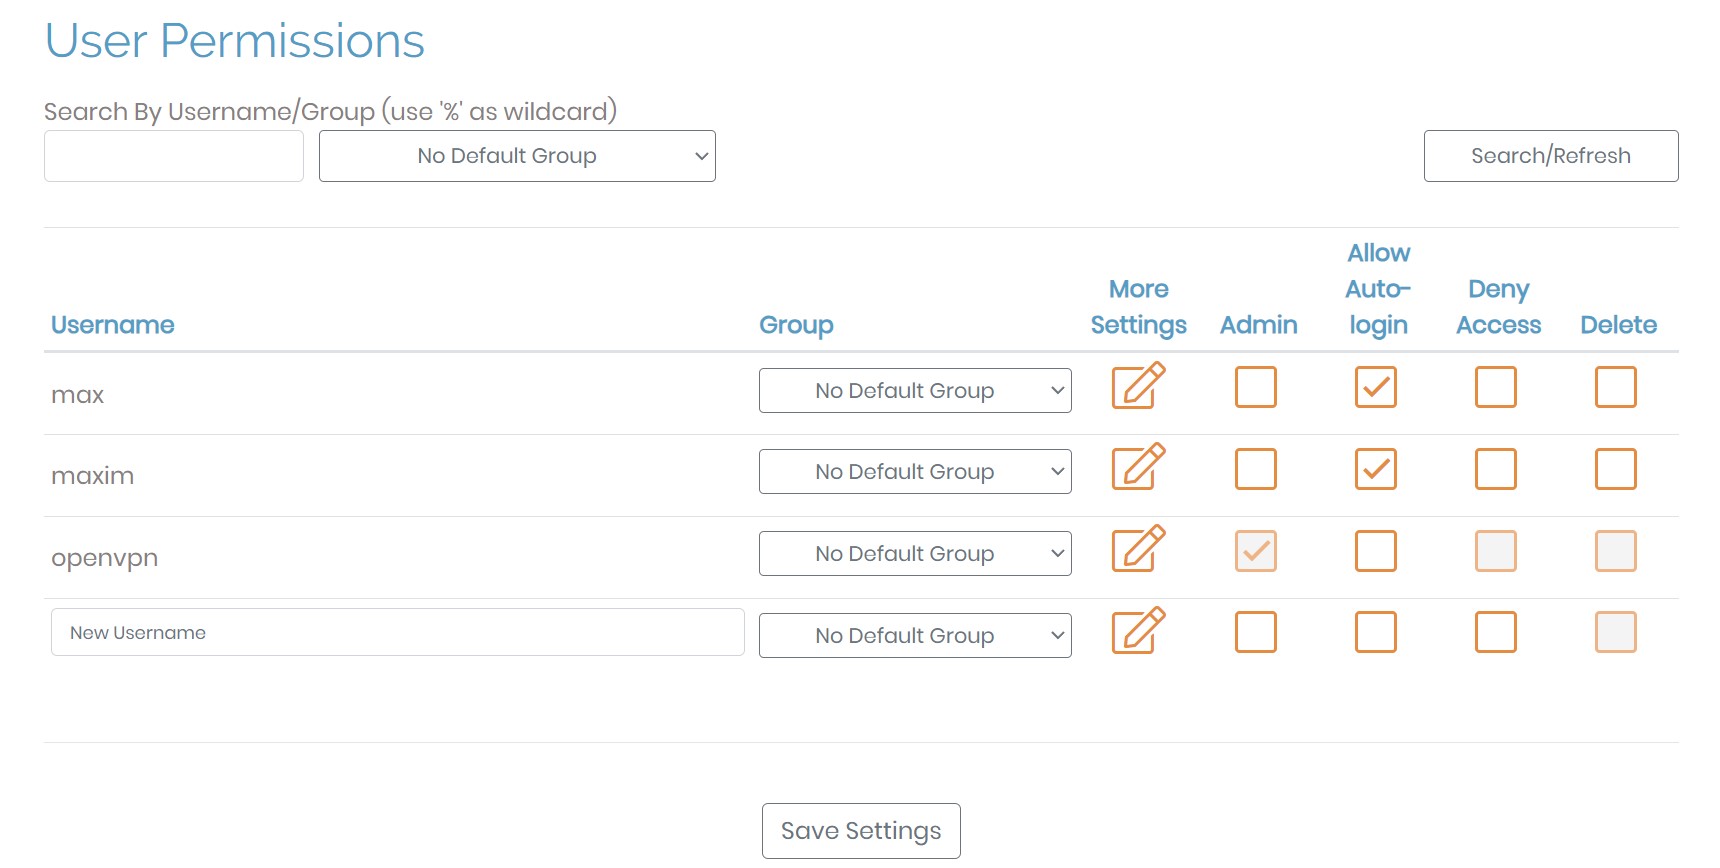 User Permissions
Search By Username/Group (use '%' as wildcard)
No Default Group
Search/Refresh
Username
Group
More
Settings
Admin
Allow
Auto-
login
Deny
Access
Delete
max
No Default Group
maxim
No Default Group
openvpn
No Default Group
New Username
No Default Group
Save Settings